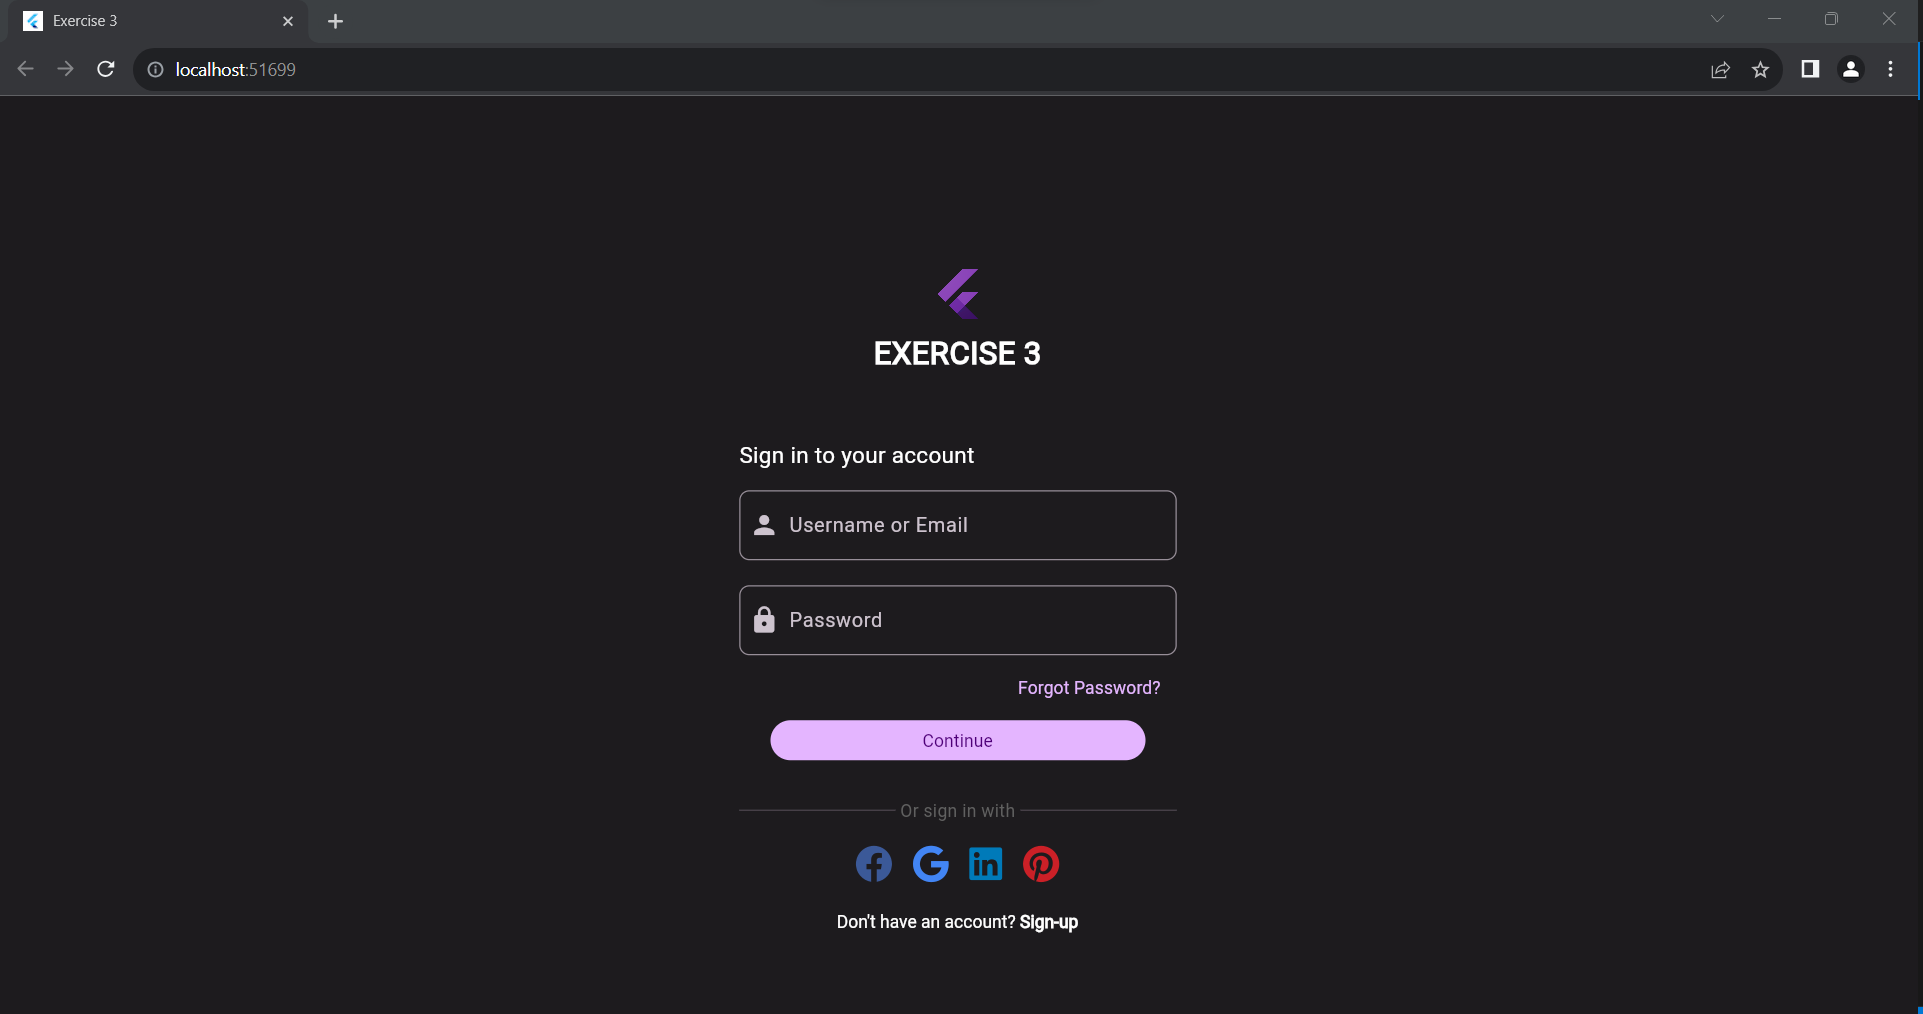 Exercise 3
localhost:51699
EXERCISE 3
Sign in to your account
Username or Email
Password
Forgot Password?
Continue
Or sign in with
Don't have an account? Sign-up